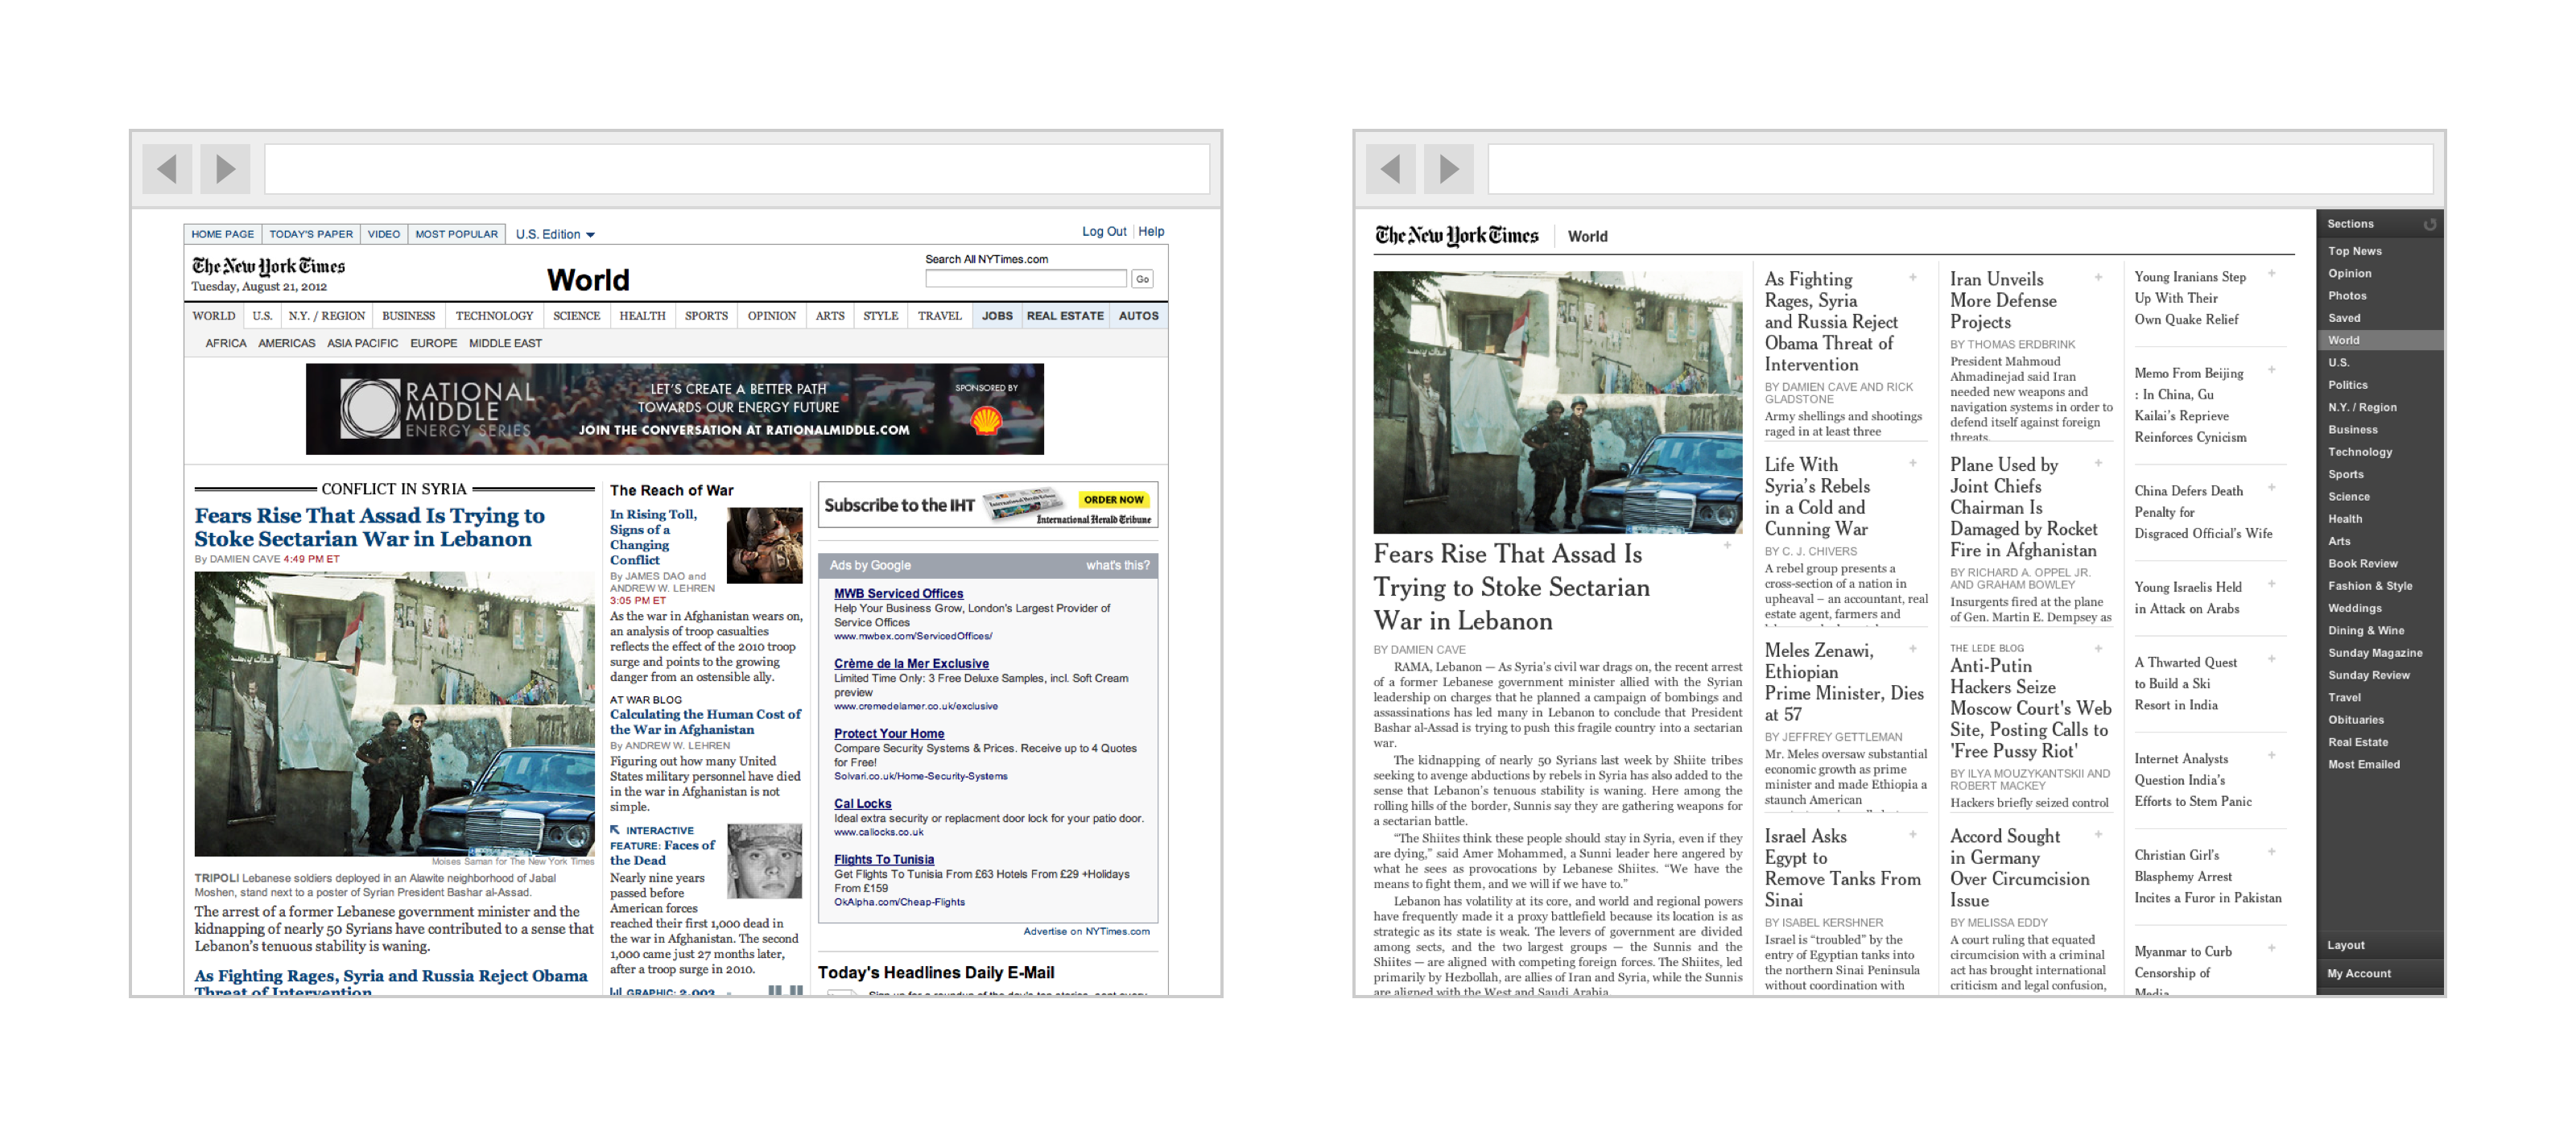 HOME PAGE TODAY'S PAPER VIDEO MOST POPULAR U.S. Edition
Log Out Help
The New York Times
Tuesday, August 21, 2012
World
Search All NYTimes.com
Go
WORLD U.S. N.Y. / REGION BUSINESS TECHNOLOGY SCIENCE HEALTH SPORTS OPINION ARTS STYLE TRAVEL JOBS REAL ESTATE AUTOS
AFRICA AMERICAS ASIA PACIFIC EUROPE MIDDLE EAST
RATIONAL
MIDDLE
ENERGY SERIES
LET'S CREATE A BETTER PATH
TOWARDS OUR ENERGY FUTURE
JOIN THE CONVERSATION AT RATIONALMIDDLE.COM
SPONSORED BY
CONFLICT IN SYRIA
Fears Rise That Assad Is Trying to
Stoke Sectarian War in Lebanon
By DAMIEN CAVE 4:49 PM ET
Moises Saman for The New York Times
TRIPOLI Lebanese soldiers deployed in an Alawite neighborhood of Jabal
Moshen, stand next to a poster of Syrian President Bashar al-Assad.
The arrest of a former Lebanese government minister and the
kidnapping of nearly 50 Syrians have contributed to a sense that
Lebanon's tenuous stability is waning.
As Fighting Rages, Syria and Russia Reject Obama
Threat of Intervention
The Reach of War
In Rising Toll,
Signs of a
Changing
Conflict
By JAMES DAO and
ANDREW W. LEHREN
3:05 PM ET
As the war in Afghanistan wears on,
an analysis of troop casualties
reflects the effect of the 2010 troop
surge and points to the growing
danger from an ostensible ally.
AT WAR BLOG
Calculating the Human Cost of
the War in Afghanistan
By ANDREW W. LEHREN
Figuring out how many United
States military personnel have died
in the war in Afghanistan is not
simple.
INTERACTIVE
FEATURE: Faces of
the Dead
Nearly nine years
passed before
American forces
reached their first 1,000 dead in
the war in Afghanistan. The second
1,000 came just 27 months later,
after a troop surge in 2010.
GRAPHIC: 2,003
Subscribe to the IHT
ORDER NOW
International Herald Tribune
Ads by Google what's this?
MWB Serviced Offices
Help Your Business Grow, London's Largest Provider of
Service Offices
www.mwbex.com/ServicedOffices/
Crème de la Mer Exclusive
Limited Time Only: 3 Free Deluxe Samples, incl. Soft Cream
preview
www.cremedelamer.co.uk/exclusive
Protect Your Home
Compare Security Systems & Prices. Receive up to 4 Quotes
for Free!
Solvari.co.uk/Home-Security-Systems
Cal Locks
Ideal extra security or replacment door lock for your patio door.
www.callocks.co.uk
Flights To Tunisia
Get Flights To Tunisia From £63 Hotels From £29 +Holidays
From £159
OkAlpha.com/Cheap-Flights
Advertise on NYTimes.com
Today's Headlines Daily E-Mail
The New York Times World
Fears Rise That Assad Is
Trying to Stoke Sectarian
War in Lebanon
BY DAMIEN CAVE
RAMA, Lebanon — As Syria's civil war drags on, the recent arrest
of a former Lebanese government minister allied with the Syrian
leadership on charges that he planned a campaign of bombings and
assassinations has led many in Lebanon to conclude that President
Bashar al-Assad is trying to push this fragile country into a sectarian
war.
The kidnapping of nearly 50 Syrians last week by Shiite tribes
seeking to avenge abductions by rebels in Syria has also added to the
sense that Lebanon's tenuous stability is waning. Here among the
rolling hills of the border, Sunnis say they are gathering weapons for
a sectarian battle.
"The Shiites think these people should stay in Syria, even if they
are dying," said Amer Mohammed, a Sunni leader here angered by
what he sees as provocations by Lebanese Shiites. "We have the
means to fight them, and we will if we have to."
Lebanon has volatility at its core, and world and regional powers
have frequently made it a proxy battlefield because its location is as
strategic as its state is weak. The levers of government are divided
among sects, and the two largest groups — the Sunnis and the
Shiites — are aligned with competing foreign forces. The Shiites, led
primarily by Hezbollah, are allies of Iran and Syria, while the Sunnis
are aligned with the West and Saudi Arabia.
As Fighting
Rages, Syria
and Russia Reject
Obama Threat of
Intervention
BY DAMIEN CAVE AND RICK
GLADSTONE
Army shellings and shootings
raged in at least three
Life With
Syria's Rebels
in a Cold and
Cunning War
BY C. J. CHIVERS
A rebel group presents a
cross-section of a nation in
upheaval – an accountant, real
estate agent, farmers and
Meles Zenawi,
Ethiopian
Prime Minister, Dies
at 57
BY JEFFREY GETTLEMAN
Mr. Meles oversaw substantial
economic growth as prime
minister and made Ethiopia a
staunch American
Israel Asks
Egypt to
Remove Tanks From
Sinai
BY ISABEL KERSHNER
Israel is "troubled" by the
entry of Egyptian tanks into
the northern Sinai Peninsula
without coordination with
Iran Unveils
More Defense
Projects
BY THOMAS ERDBRINK
President Mahmoud
Ahmadinejad said Iran
needed new weapons and
navigation systems in order to
defend itself against foreign
threats.
Plane Used by
Joint Chiefs
Chairman Is
Damaged by Rocket
Fire in Afghanistan
BY RICHARD A. OPPEL JR.
AND GRAHAM BOWLEY
Insurgents fired at the plane
of Gen. Martin E. Dempsey as
THE LEDE BLOG
Anti-Putin
Hackers Seize
Moscow Court's Web
Site, Posting Calls to
'Free Pussy Riot'
BY ILYA MOUZYKANTSKII AND
ROBERT MACKEY
Hackers briefly seized control
Accord Sought
in Germany
Over Circumcision
Issue
BY MELISSA EDDY
A court ruling that equated
circumcision with a criminal
act has brought international
criticism and legal confusion,
Young Iranians Step
Up With Their
Own Quake Relief
Memo From Beijing
: In China, Gu
Kailai's Reprieve
Reinforces Cynicism
China Defers Death
Penalty for
Disgraced Official's Wife
Young Israelis Held
in Attack on Arabs
A Thwarted Quest
to Build a Ski
Resort in India
Internet Analysts
Question India's
Efforts to Stem Panic
Christian Girl's
Blasphemy Arrest
Incites a Furor in Pakistan
Myanmar to Curb
Censorship of
Media
Sections
Top News
Opinion
Photos
Saved
World
U.S.
Politics
N.Y. / Region
Business
Technology
Sports
Science
Health
Arts
Book Review
Fashion & Style
Weddings
Dining & Wine
Sunday Magazine
Sunday Review
Travel
Obituaries
Real Estate
Most Emailed
Layout
My Account